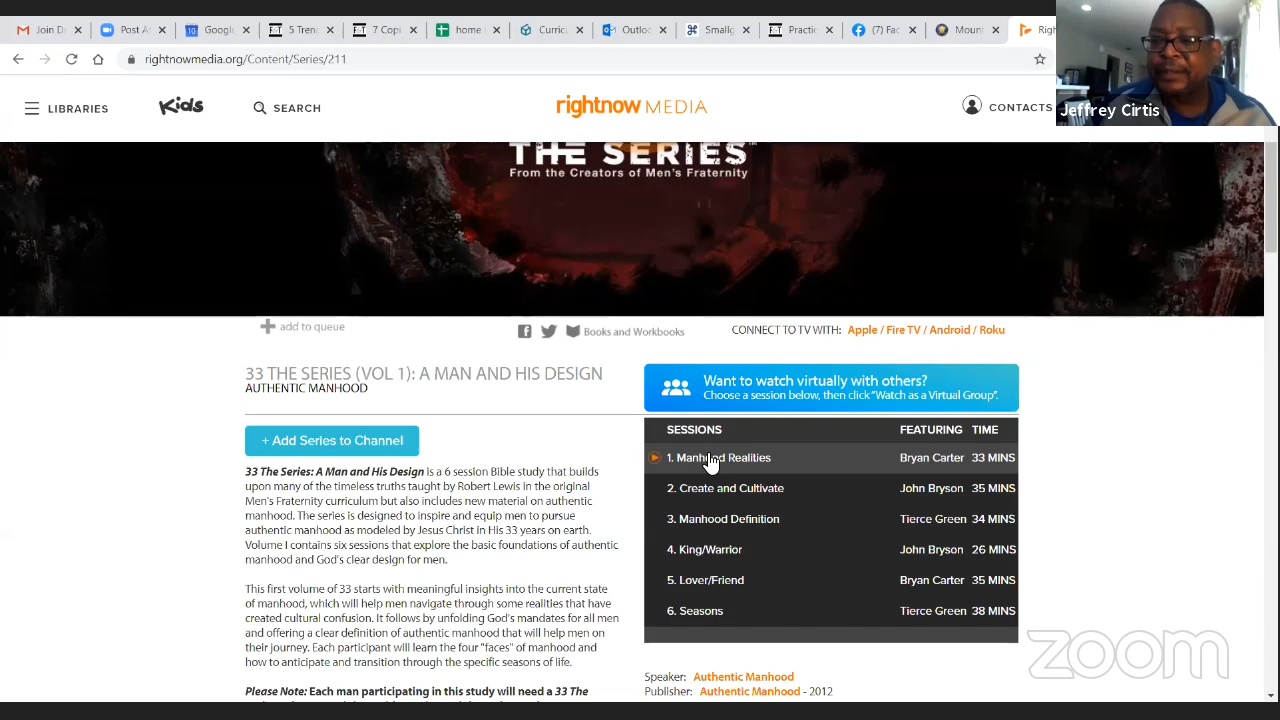 Join D
Post A
Google
5 Tren
7 Copi
home
Curricu
Outloo
Smallg
Practic
(7) Fac
Mount
Rig
rightnowmedia.org/Content/Series/211
Jeffrey Cirtis
LIBRARIES
Kids
SEARCH
rightnow MEDIA
CONTACTS
THE SERIES
From the Creators of Men's Fraternity
add to queue
Books and Workbooks
CONNECT TO TV WITH: Apple / Fire TV / Android / Roku
33 THE SERIES (VOL 1): A MAN AND HIS DESIGN
AUTHENTIC MANHOOD
+ Add Series to Channel
33 The Series: A Man and His Design is a 6 session Bible study that builds
upon many of the timeless truths taught by Robert Lewis in the original
Men's Fraternity curriculum but also includes new material on authentic
manhood. The series is designed to inspire and equip men to pursue
authentic manhood as modeled by Jesus Christ in His 33 years on earth.
Volume I contains six sessions that explore the basic foundations of authentic
manhood and God's clear design for men.
This first volume of 33 starts with meaningful insights into the current state
of manhood, which will help men navigate through some realities that have
created cultural confusion. It follows by unfolding God's mandates for all men
and offering a clear definition of authentic manhood that will help men on
their journey. Each participant will learn the four "faces" of manhood and
how to anticipate and transition through the specific seasons of life.
Please Note: Each man participating in this study will need a 33 The
Want to watch virtually with others?
Choose a session below, then click "Watch as a Virtual Group".
SESSIONS FEATURING TIME
1. Manhood Realities Bryan Carter 33 MINS
2. Create and Cultivate John Bryson 35 MINS
3. Manhood Definition Tierce Green 34 MINS
4. King/Warrior John Bryson 26 MINS
5. Lover/Friend Bryan Carter 35 MINS
6. Seasons Tierce Green 38 MINS
Speaker: Authentic Manhood
Publisher: Authentic Manhood - 2012
zoom